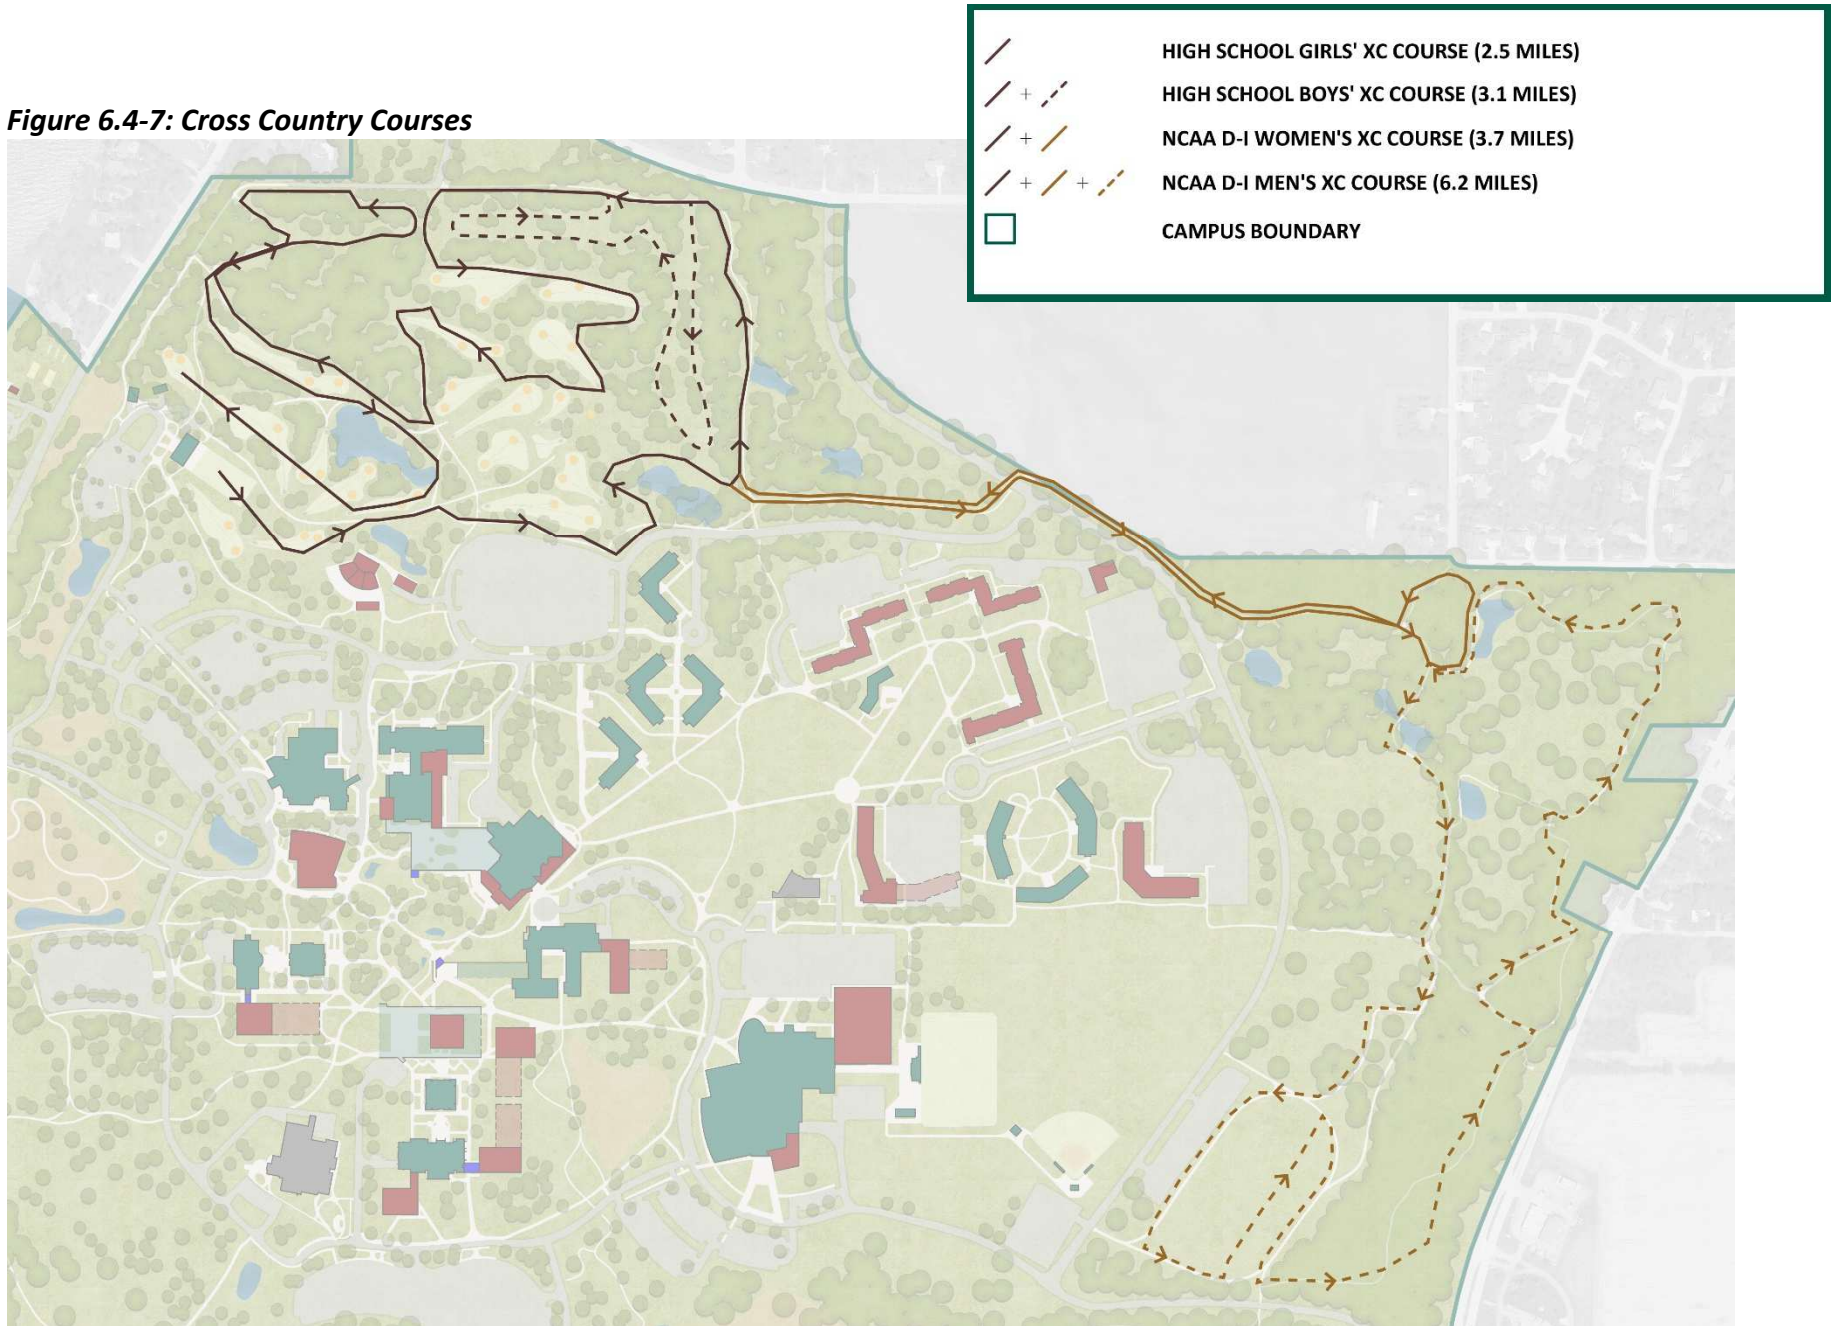 HIGH SCHOOL GIRLS' XC COURSE (2.5 MILES)
+ HIGH SCHOOL BOYS' XC COURSE (3.1 MILES)
+ NCAA D-I WOMEN'S XC COURSE (3.7 MILES)
+ + NCAA D-I MEN'S XC COURSE (6.2 MILES)
CAMPUS BOUNDARY
Figure 6.4-7: Cross Country Courses